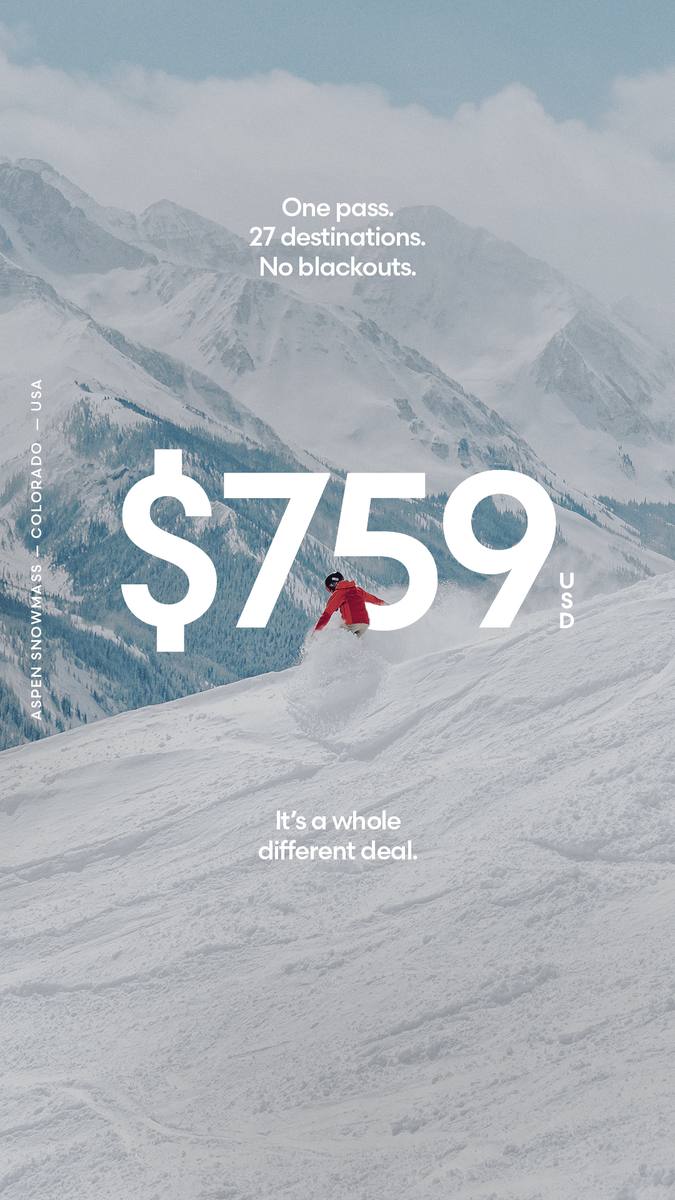 One pass.
27 destinations.
No blackouts.
ASPEN SNOWMASS — COLORADO — USA
$759
USD
It's a whole
different deal.